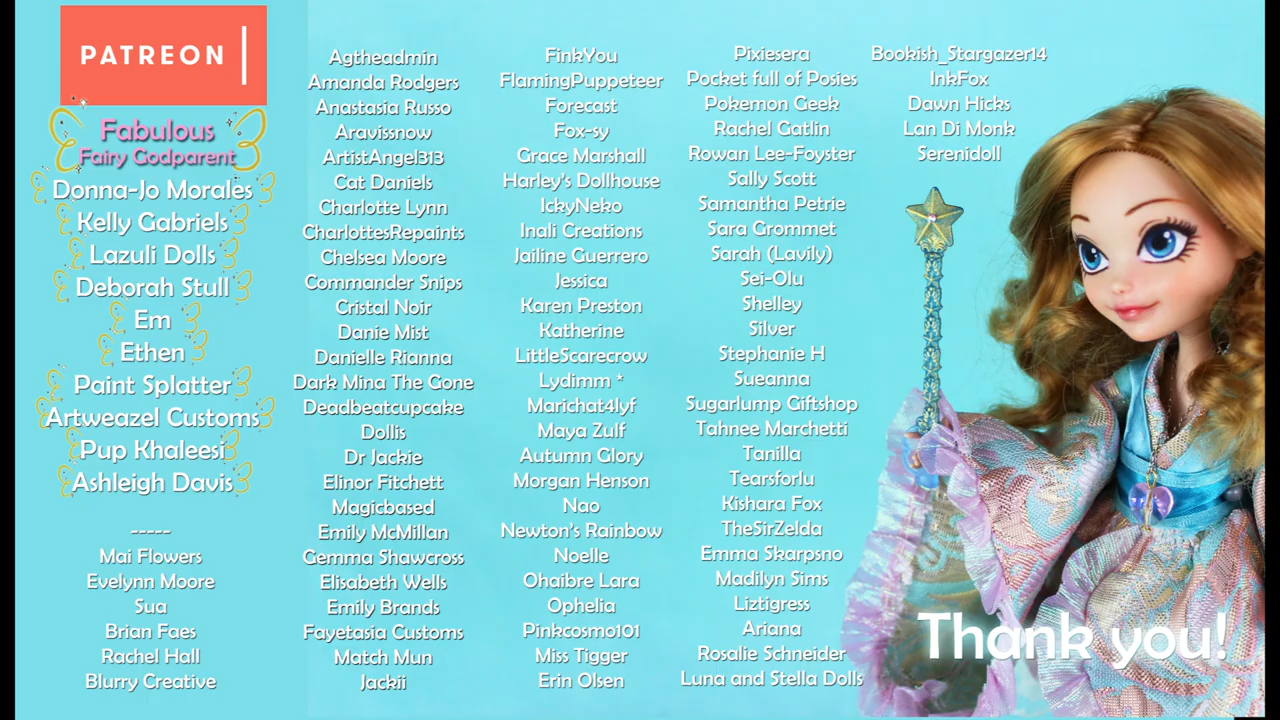 PATREON
Fabulous
Fairy Godparent
Donna-Jo Morales
Kelly Gabriels
Lazuli Dolls
Deborah Stull
Em
Ethen
Paint Splatter
Artweazel Customs
Pup Khaleesi
Ashleigh Davis
-----
Mai Flowers
Evelynn Moore
Sua
Brian Faes
Rachel Hall
Blurry Creative
Agtheadmin
Amanda Rodgers
Anastasia Russo
Aravissnow
ArtistAngel313
Cat Daniels
Charlotte Lynn
CharlottesRepaints
Chelsea Moore
Commander Snips
Cristal Noir
Danie Mist
Danielle Rianna
Dark Mina The Gone
Deadbeatcupcake
Dollis
Dr Jackie
Elinor Fitchett
Magicbased
Emily McMillan
Gemma Shawcross
Elisabeth Wells
Emily Brands
Fayetasia Customs
Match Mun
Jackii
FinkYou
FlamingPuppeteer
Forecast
Fox-sy
Grace Marshall
Harley's Dollhouse
IckyNeko
Inali Creations
Jailine Guerrero
Jessica
Karen Preston
Katherine
LittleScarecrow
Lydimm *
Marichat4lyf
Maya Zulf
Autumn Glory
Morgan Henson
Nao
Newton's Rainbow
Noelle
Ohaibre Lara
Ophelia
Pinkcosmo101
Miss Tigger
Erin Olsen
Pixiesera
Pocket full of Posies
Pokemon Geek
Rachel Gatlin
Rowan Lee-Foyster
Sally Scott
Samantha Petrie
Sara Grommet
Sarah (Lavily)
Sei-Olu
Shelley
Silver
Stephanie H
Sueanna
Sugarlump Giftshop
Tahnee Marchetti
Tanilla
Tearsforlu
Kishara Fox
TheSirZelda
Emma Skarpsno
Madilyn Sims
Liztigress
Ariana
Rosalie Schneider
Luna and Stella Dolls
Bookish_Stargazer14
InkFox
Dawn Hicks
Lan Di Monk
Serenidoll
Thank you!